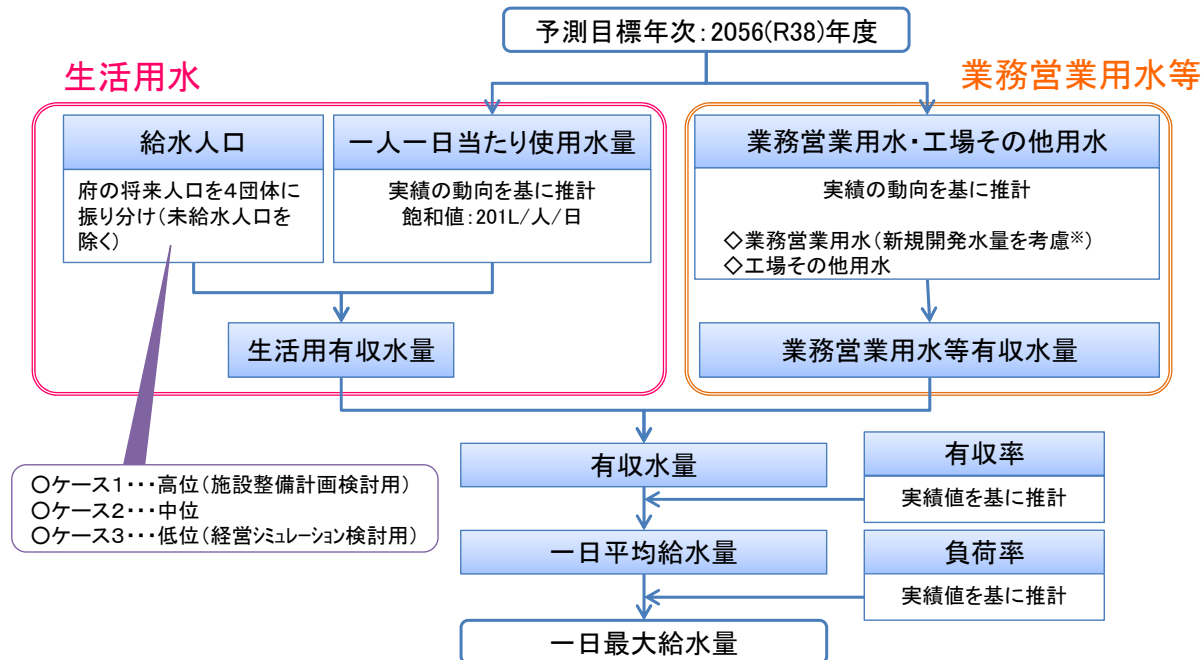 予測目標年次:2056(R38)年度
生活用水
業務営業用水等
給水人口
府の将来人口を4団体に
振り分け(未給水人口を
除く)
一人一日当たり使用水量
実績の動向を基に推計
飽和値:201L/人/日
業務営業用水・工場その他用水
実績の動向を基に推計
◇業務営業用水(新規開発水量を考慮※)
◇工場その他用水
生活用有収水量
業務営業用水等有収水量
○ケース1・・・高位(施設整備計画検討用)
○ケース2・・・中位
○ケース3・・・低位(経営シミュレーション検討用)
有収水量
有収率
実績値を基に推計
一日平均給水量
負荷率
実績値を基に推計
一日最大給水量